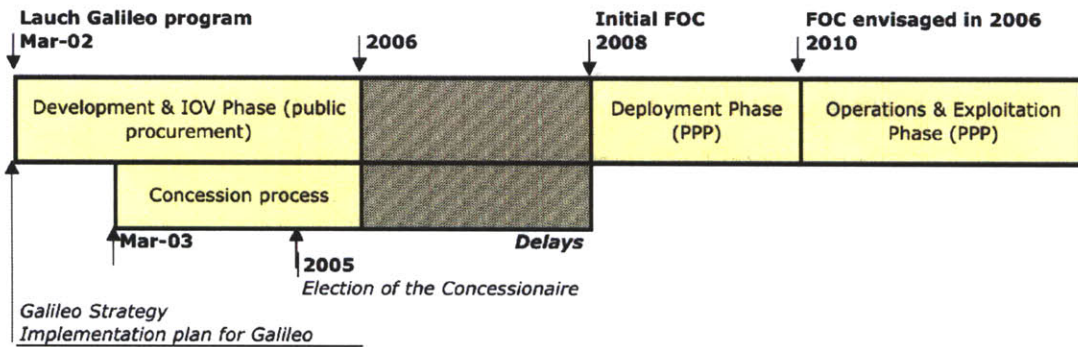 Lauch Galileo program
Mar-02
2006
Initial FOC
2008
FOC envisaged in 2006
2010
Development & IOV Phase (public
procurement)
Deployment Phase
(PPP)
Operations & Exploitation
Phase (PPP)
Concession process
Mar-03
Delays
2005
Election of the Concessionaire
Galileo Strategy
Implementation plan for Galileo